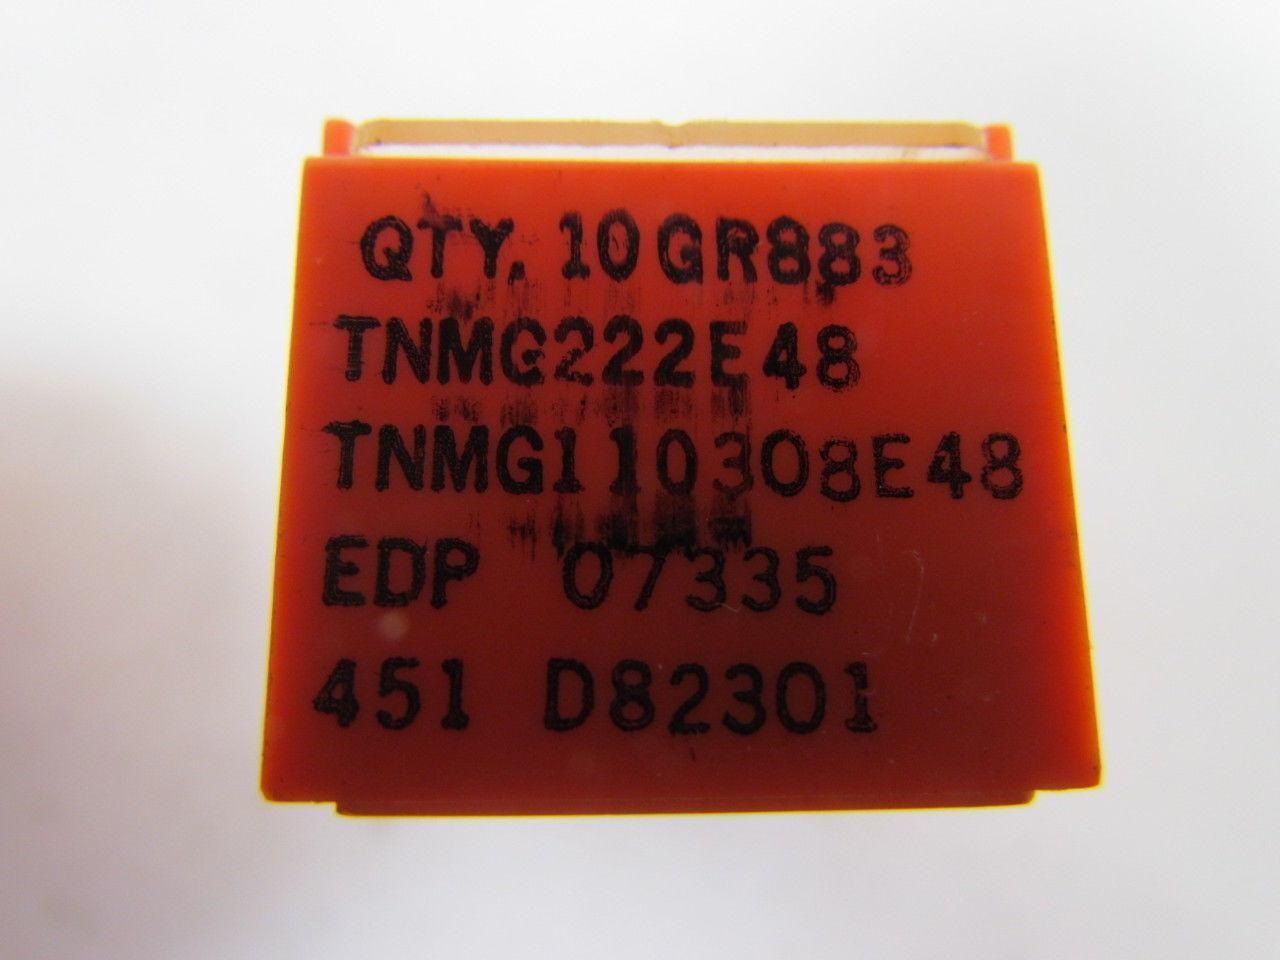 QTY. 10 GR883
TNMG222E48
TNMG110308E48
EDP 07335
451 D82301